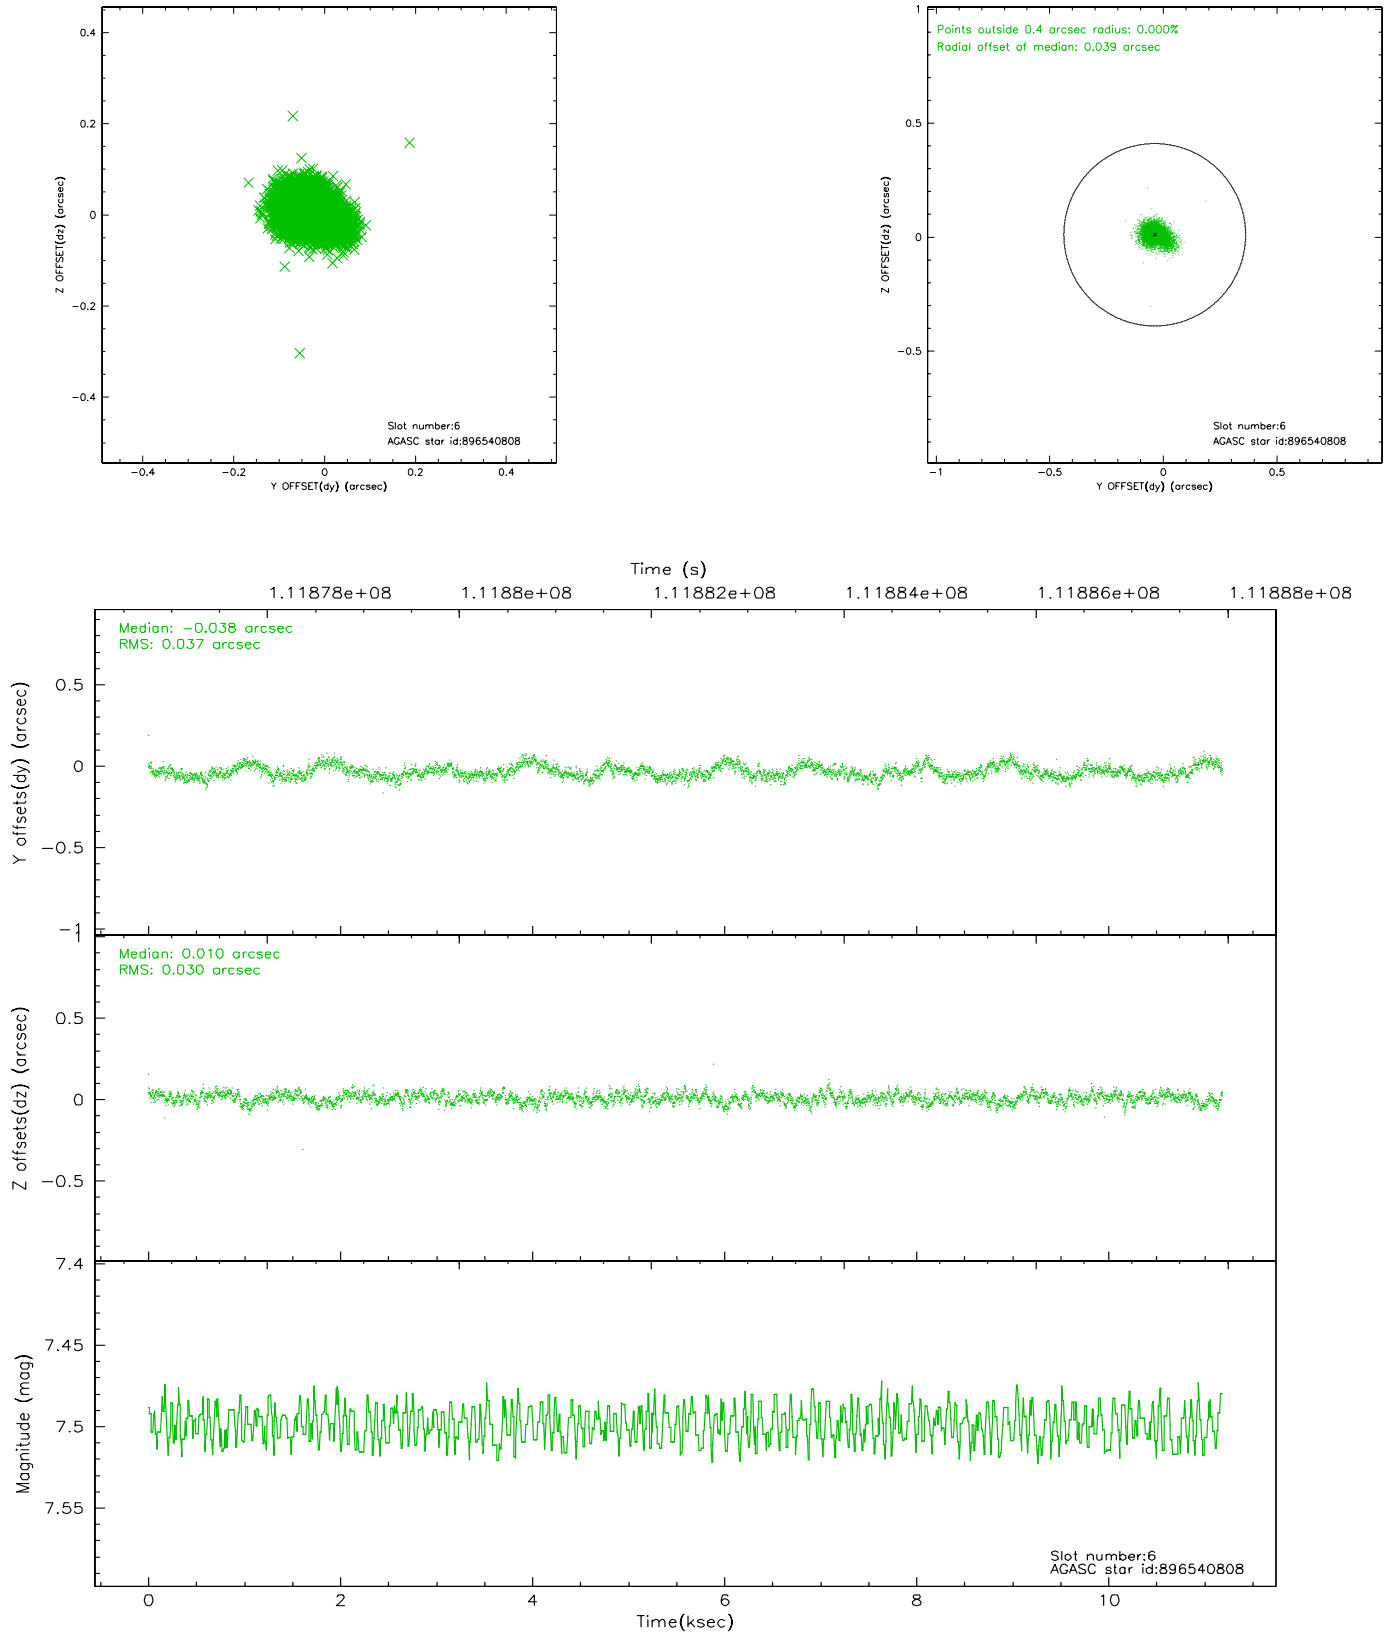 0.4
0.2
0
−0.2
−0.4
Z OFFSET(dz) (arcsec)
Slot number:6
AGASC star id:896540808
−0.4
−0.2
0
0.2
0.4
Y OFFSET(dy) (arcsec)
Points outside 0.4 arcsec radius: 0.000%
Radial offset of median: 0.039 arcsec
1
0.5
0
−0.5
Z OFFSET(dz) (arcsec)
Slot number:6
AGASC star id:896540808
−1
−0.5
0
0.5
Y OFFSET(dy) (arcsec)
Time (s)
1.11878e+08
1.1188e+08
1.11882e+08
1.11884e+08
1.11886e+08
1.11888e+08
Median: −0.038 arcsec
RMS: 0.037 arcsec
0.5
0
−0.5
−1
Y offsets(dy) (arcsec)
Median: 0.010 arcsec
RMS: 0.030 arcsec
1
0.5
0
−0.5
Z offsets(dz) (arcsec)
7.4
7.45
7.5
7.55
Magnitude (mag)
Slot number:6
AGASC star id:896540808
0
2
4
6
8
10
Time(ksec)